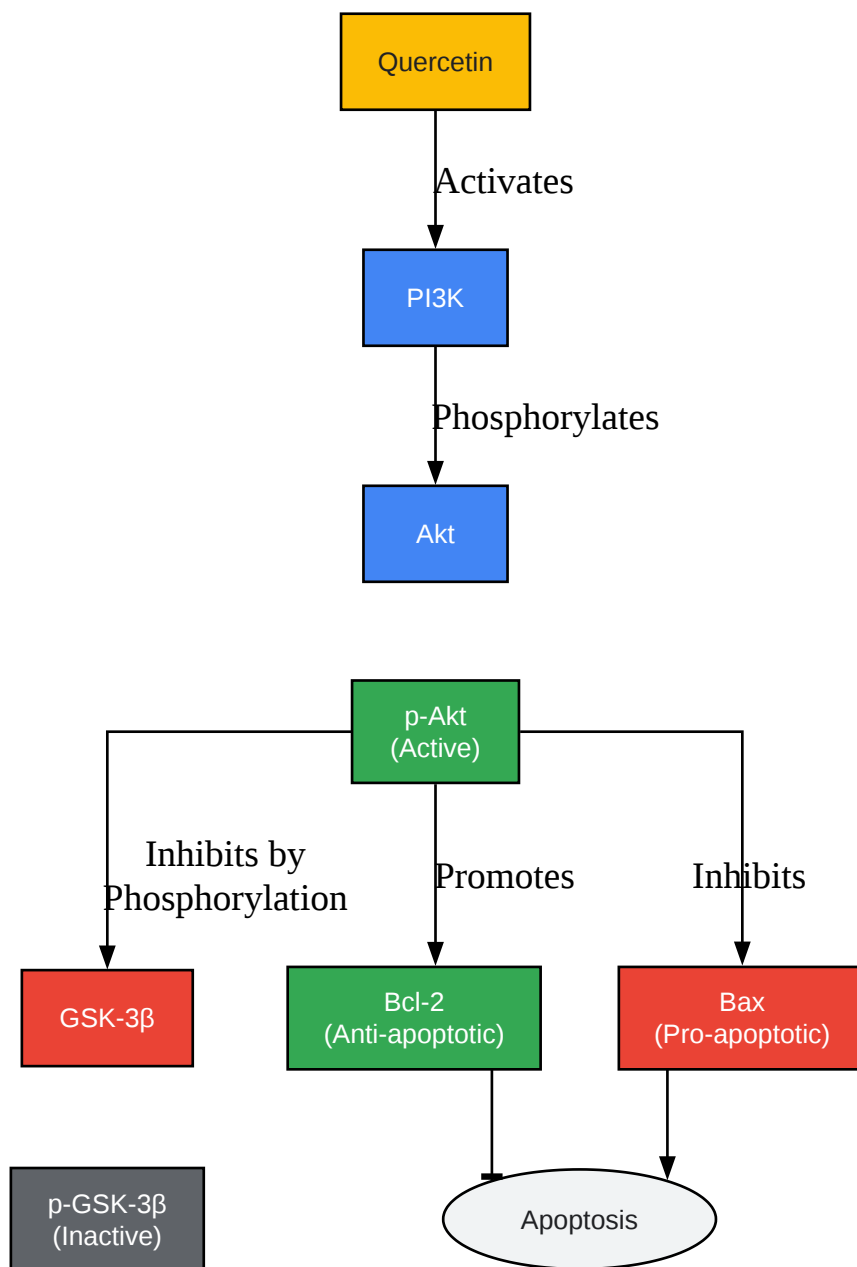 Quercetin
Activates
PI3K
Phosphorylates
Akt
p-Akt
(Active)
Inhibits by
Phosphorylation
Promotes
Inhibits
GSK-3β
Bcl-2
(Anti-apoptotic)
Bax
(Pro-apoptotic)
p-GSK-3β
(Inactive)
Apoptosis